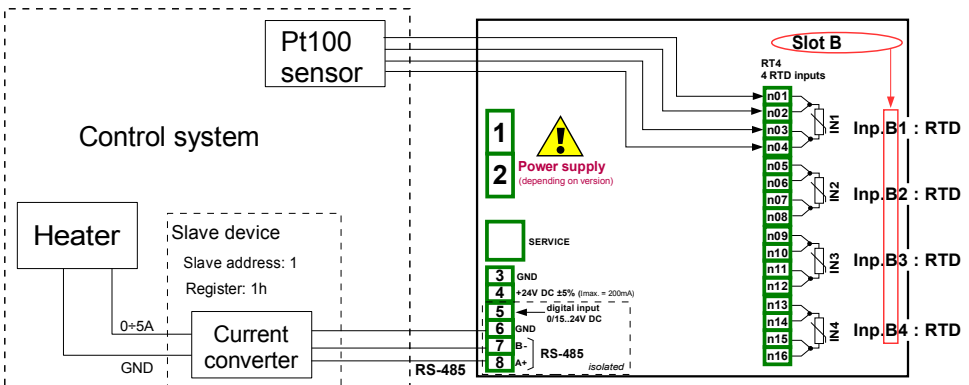 Pt100
sensor
Control system
Heater
Slave device
Slave address: 1
Register: 1h
0÷5A
GND
Current
converter
RS-485
1
2
Power supply
(depending on version)
SERVICE
3 GND
4 +24V DC ±5% (Imax. = 200mA)
5 digital input
0/15..24V DC
6 GND
7 B-
8 A+
RS-485
isolated
Slot B
RT4
4 RTD inputs
n01
n02
n03
n04
IN1
Inp.B1 : RTD
n05
n06
n07
n08
IN2
Inp.B2 : RTD
n09
n10
n11
n12
IN3
Inp.B3 : RTD
n13
n14
n15
n16
IN4
Inp.B4 : RTD